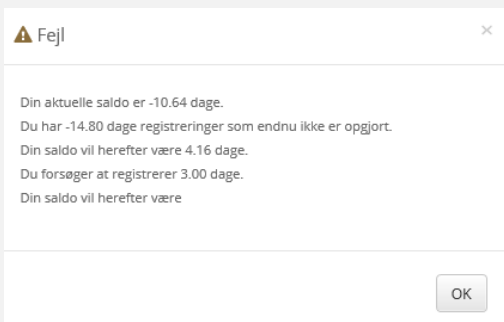 Fejl
×
Din aktuelle saldo er -10.64 dage.
Du har -14.80 dage registreringer som endnu ikke er opgjort.
Din saldo vil herefter være 4.16 dage.
Du forsøger at registrerer 3.00 dage.
Din saldo vil herefter være
OK